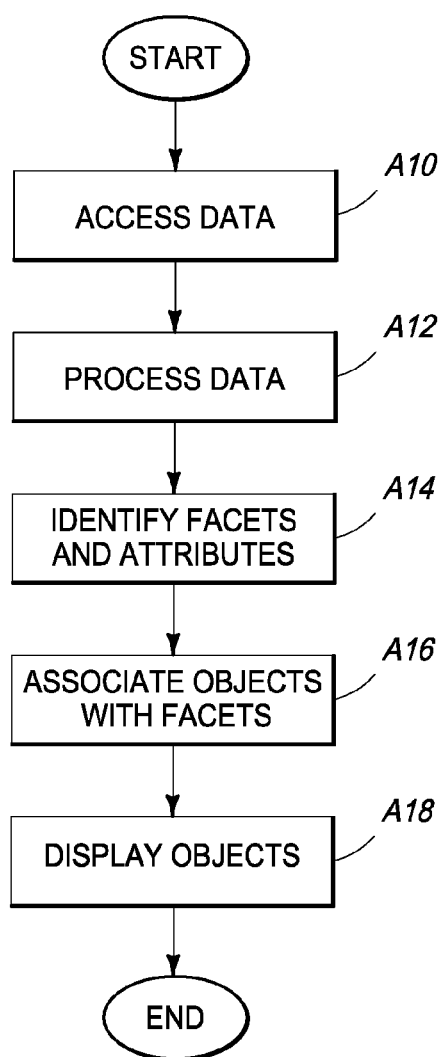 START
A10
ACCESS DATA
A12
PROCESS DATA
A14
IDENTIFY FACETS
AND ATTRIBUTES
A16
ASSOCIATE OBJECTS
WITH FACETS
A18
DISPLAY OBJECTS
END